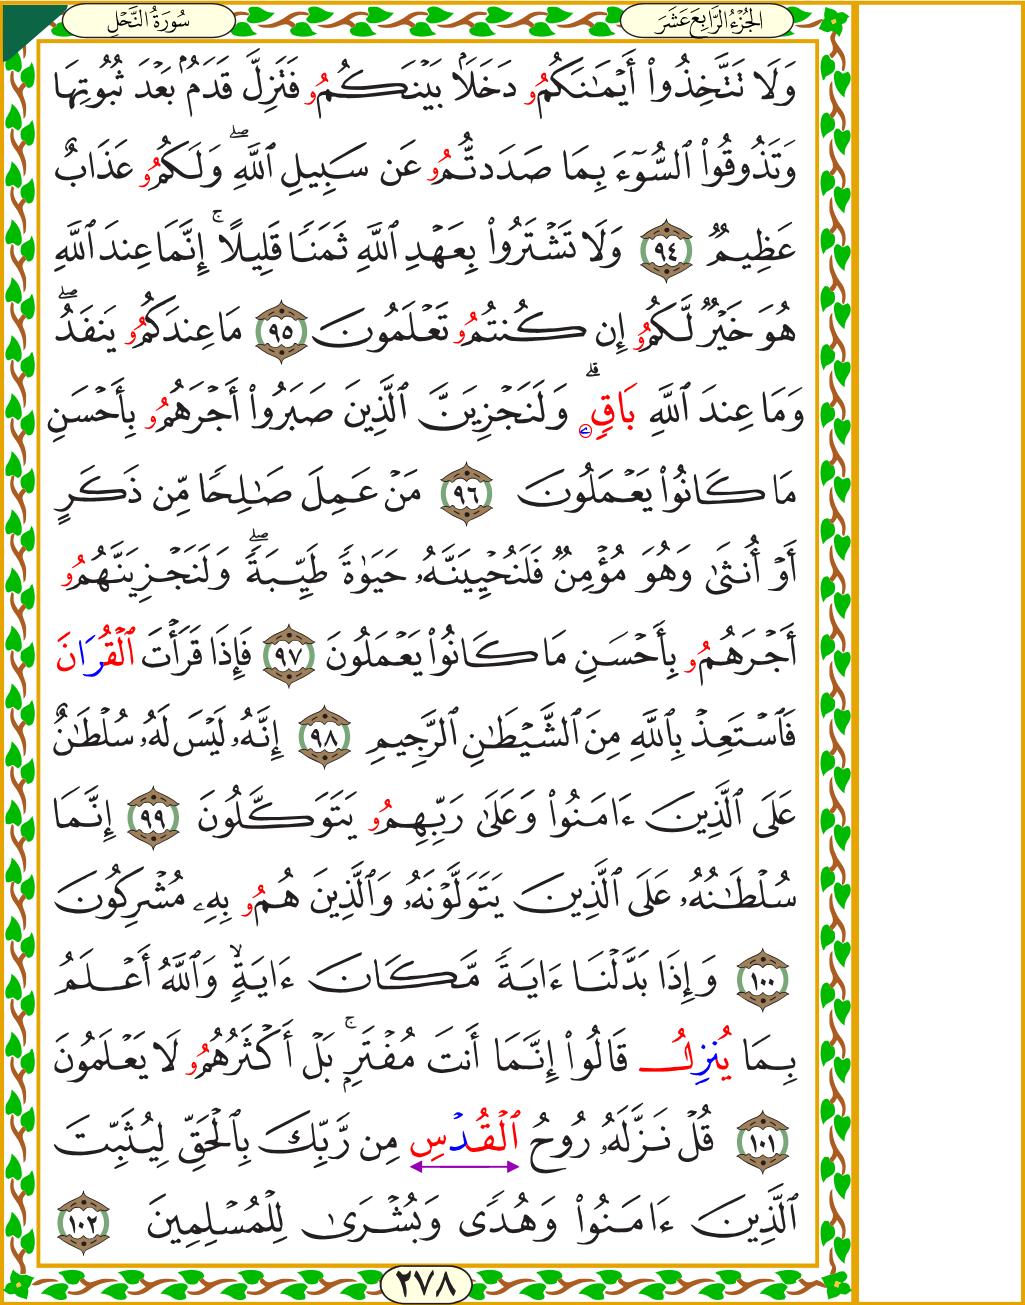 سُورَةُ النَّحْلِ
الجُزْءُ الرَّابِعَ عَشَرَ
وَلَا تَتَّخِذُوٓاْ أَيْمَٰنَكُمُۥ دَخَلَۢا بَيْنَكُمُۥ فَتَزِلَّ قَدَمُۢ بَعْدَ ثُبُوتِهَا
وَتَذُوقُواْ ٱلسُّوٓءَ بِمَا صَدَدتُّمُۥ عَن سَبِيلِ ٱللَّهِۖ وَلَكُمُۥ عَذَابٌ
عَظِيمٌ ٩٤ وَلَا تَشْتَرُواْ بِعَهْدِ ٱللَّهِ ثَمَنًا قَلِيلًاۚ إِنَّمَا عِندَ ٱللَّهِ
هُوَ خَيْرٌ لَّكُمُۥ إِن كُنتُمُۥ تَعْلَمُونَ ٩٥ مَا عِندَكُمُۥ يَنفَدُۖ
وَمَا عِندَ ٱللَّهِ بَاقِےۗ وَلَنَجْزِيَنَّ ٱلَّذِينَ صَبَرُوٓاْ أَجْرَهُمُۥ بِأَحْسَنِ
مَا كَانُواْ يَعْمَلُونَ ٩٦ مَنْ عَمِلَ صَٰلِحًا مِّن ذَكَرٍ
أَوْ أُنثَىٰ وَهُوَ مُؤْمِنٌ فَلَنُحْيِيَنَّهُۥ حَيَوٰةً طَيِّبَةًۖ وَلَنَجْزِيَنَّهُمُۥ
أَجْرَهُمُۥ بِأَحْسَنِ مَا كَانُواْ يَعْمَلُونَ ٩٧ فَإِذَا قَرَأْتَ ٱلْقُرَانَ
فَٱسْتَعِذْ بِٱللَّهِ مِنَ ٱلشَّيْطَٰنِ ٱلرَّجِيمِ ٩٨ إِنَّهُۥ لَيْسَ لَهُۥ سُلْطَٰنٌ
عَلَى ٱلَّذِينَ ءَامَنُواْ وَعَلَىٰ رَبِّهِمُۥ يَتَوَكَّلُونَ ٩٩ إِنَّمَا
سُلْطَٰنُهُۥ عَلَى ٱلَّذِينَ يَتَوَلَّوْنَهُۥ وَٱلَّذِينَ هُمُۥ بِهِۦ مُشْرِكُونَ
١٠٠ وَإِذَا بَدَّلْنَآ ءَايَةً مَّكَانَ ءَايَةٍۙ وَٱللَّهُ أَعْلَمُ
بِمَا يُنزِلُ قَالُوٓاْ إِنَّمَآ أَنتَ مُفْتَرِۭۚ بَلْ أَكْثَرُهُمُۥ لَا يَعْلَمُونَ
١٠١ قُلْ نَزَّلَهُۥ رُوحُ ٱلْقُدْسِ مِن رَّبِّكَ بِٱلْحَقِّ لِيُثَبِّتَ
ٱلَّذِينَ ءَامَنُواْ وَهُدًى وَبُشْرَىٰ لِلْمُسْلِمِينَ ١٠٢
٢٧٨